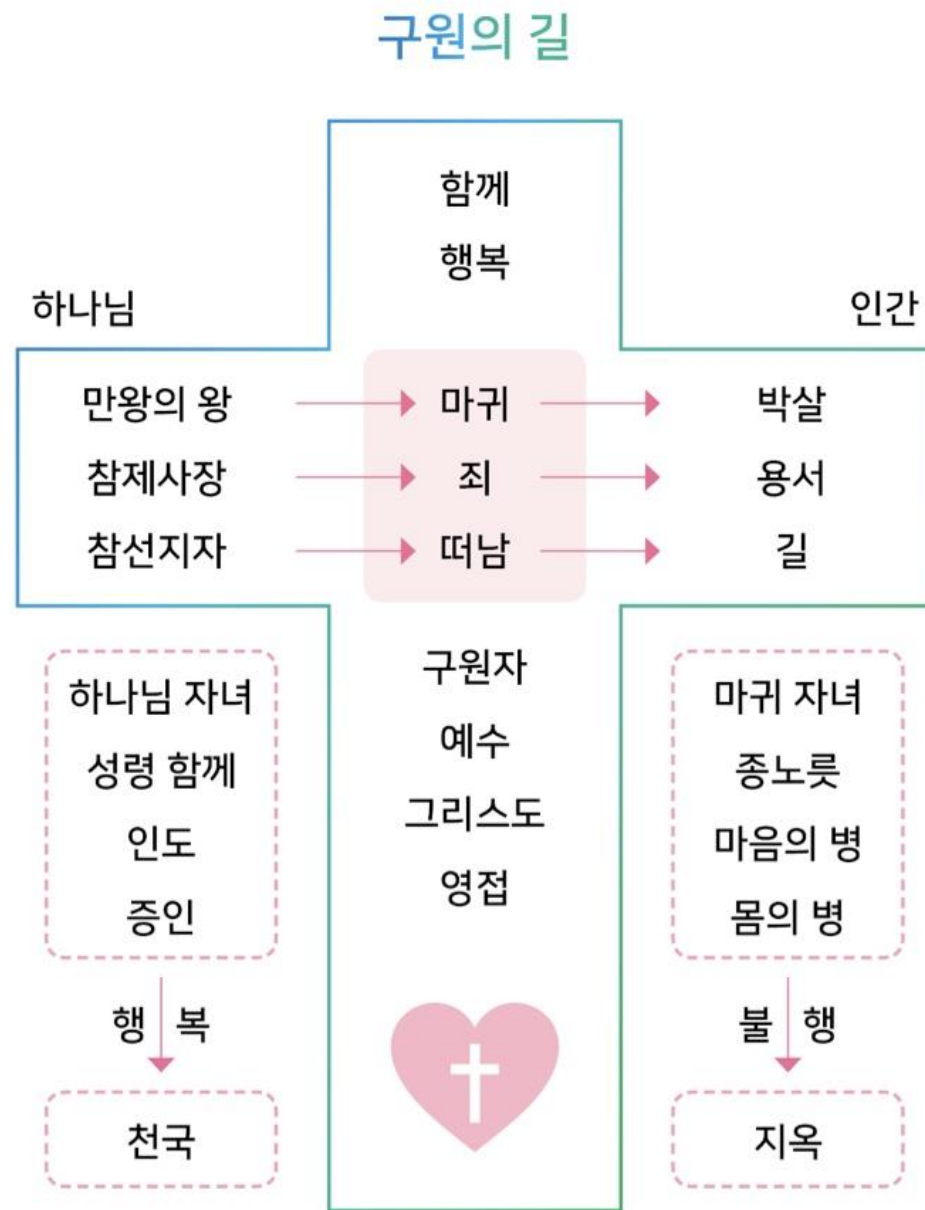 구원의 길
함께
행복
하나님
인간
만왕의 왕 마귀 박살
참제사장 죄 용서
참선지자 떠남 길
구원자
예수
그리스도
영접
하나님 자녀
성령 함께
인도
증인
행 복
천국
마귀 자녀
종노릇
마음의 병
몸의 병
불 행
지옥